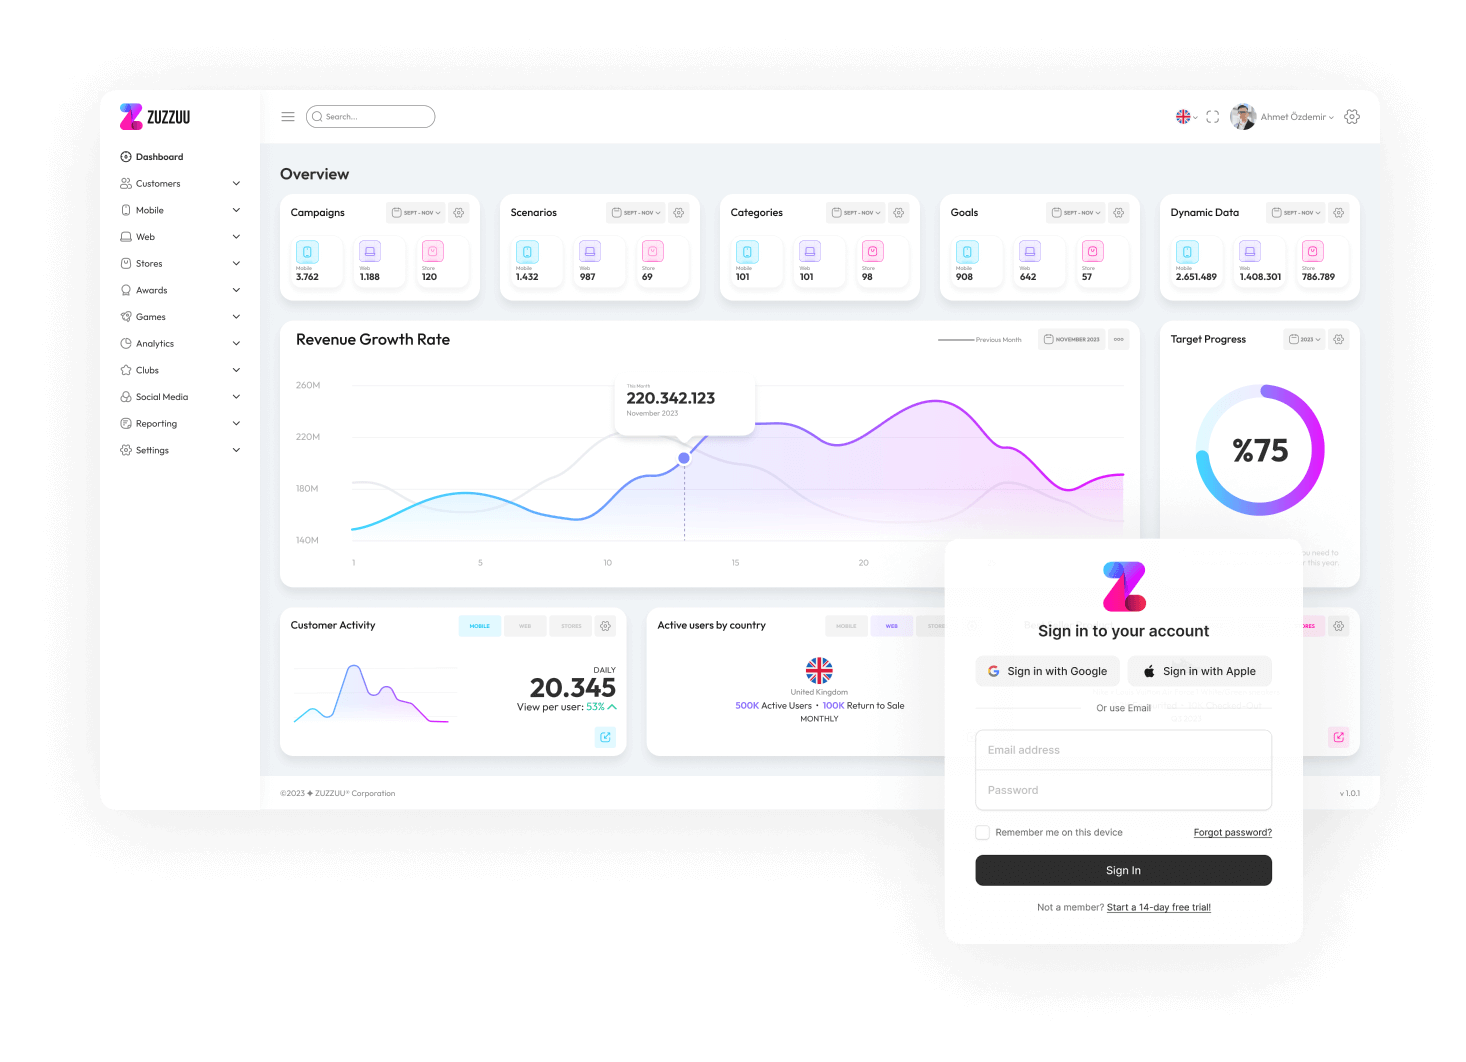 ZUZZUU
Dashboard
Customers
Mobile
Web
Stores
Awards
Games
Analytics
Clubs
Social Media
Reporting
Settings
Search...
Ahmet Özdemir
Overview
Campaigns
SEPT - NOV
Mobile
3.762
Web
1.188
Store
120
Scenarios
SEPT - NOV
Mobile
1.432
Web
987
Store
69
Categories
SEPT - NOV
Mobile
101
Web
101
Store
98
Goals
SEPT - NOV
Mobile
908
Web
642
Store
57
Dynamic Data
SEPT - NOV
Mobile
2.651.489
Web
1.408.301
Store
786.789
Revenue Growth Rate
Previous Month
NOVEMBER 2023
260M
220M
180M
140M
This Month
220.342.123
November 2023
1
5
10
15
20
Target Progress
2023
%75
you need to
r this year.
Customer Activity
MOBILE
WEB
STORES
DAILY
20.345
View per user: 53%
Active users by country
MOBILE
WEB
STOR
United Kingdom
500K Active Users • 100K Return to Sale
MONTHLY
ORES
©2023 ✦ ZUZZUU® Corporation
v 1.0.1
Sign in to your account
Sign in with Google
Sign in with Apple
Or use Email
Email address
Password
Remember me on this device
Forgot password?
Sign In
Not a member? Start a 14-day free trial!